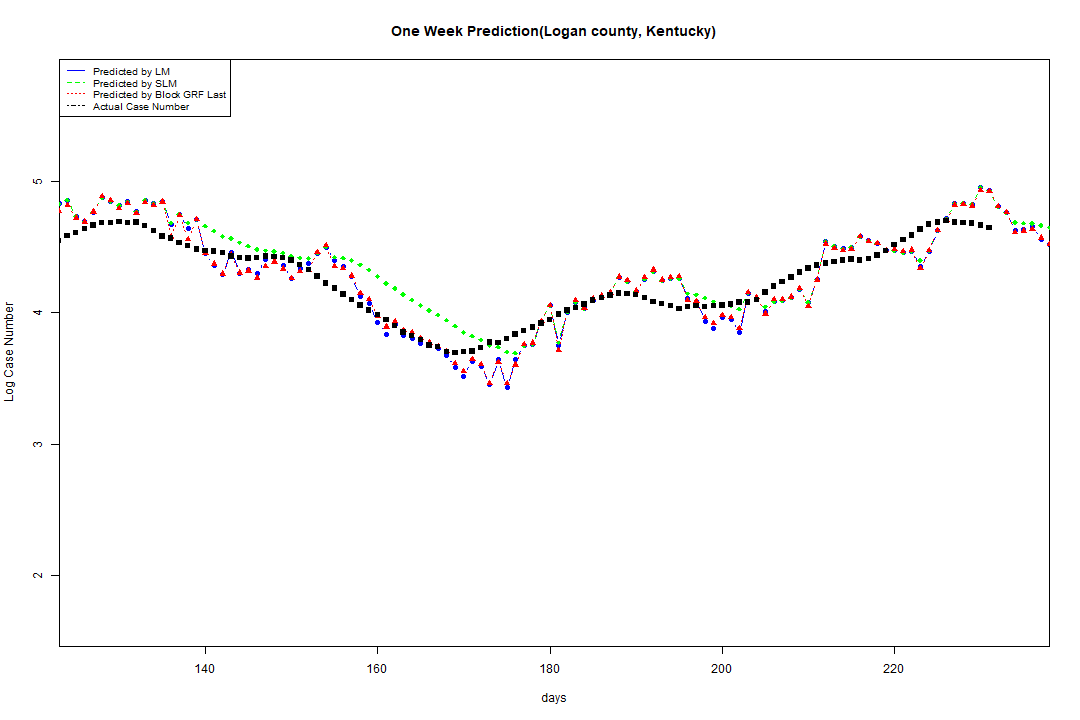 One Week Prediction(Logan county, Kentucky)
Predicted by LM
Predicted by SLM
Predicted by Block GRF Last
Actual Case Number
5
4
3
2
Log Case Number
140 160 180 200 220
days